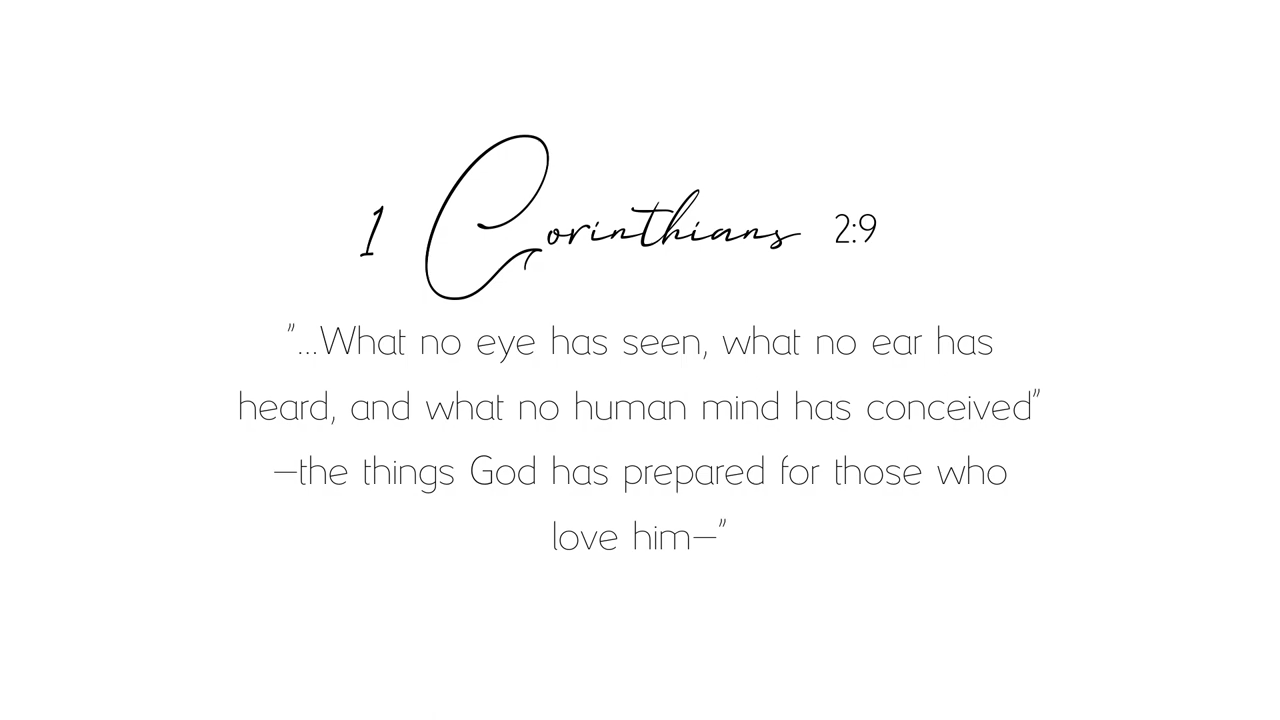 1 Corinthians 2:9
"...What no eye has seen, what no ear has
heard, and what no human mind has conceived"
—the things God has prepared for those who
love him—"